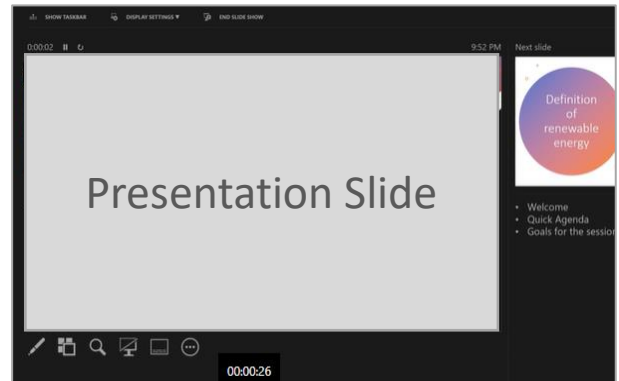 SHOW TASKBAR DISPLAY SETTINGS ▼ END SLIDE SHOW
0:00:02 9:52 PM Next slide
Presentation Slide
Definition
of
renewable
energy
• Welcome
• Quick Agenda
• Goals for the session
00:00:26